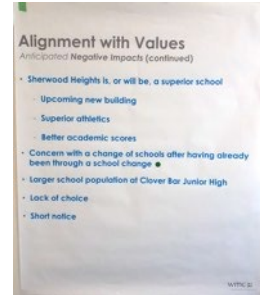 Alignment with Values
Anticipated Negative Impacts (continued)
• Sherwood Heights is, or will be, a superior school
- Upcoming new building
- Superior athletics
- Better academic scores
• Concern with a change of schools after having already
been through a school change
• Larger school population at Clover Bar Junior High
• Lack of choice
• Short notice